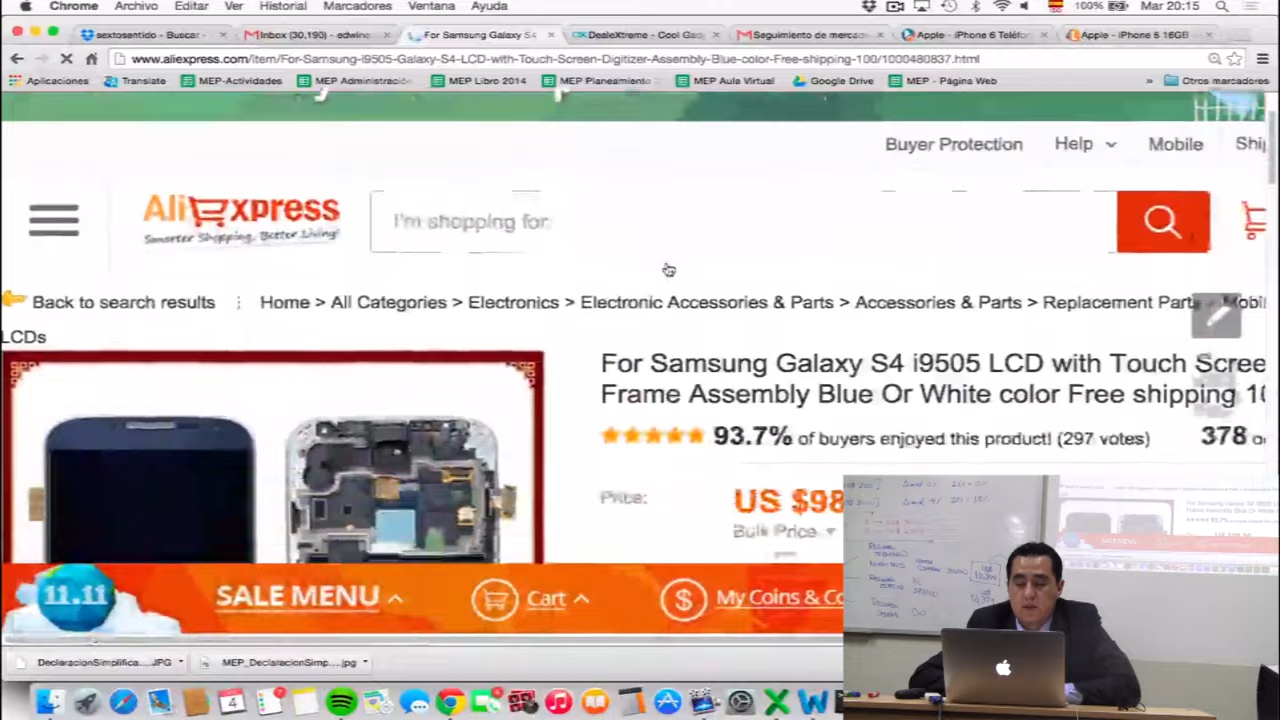 Chrome Archivo Editar Ver Historial Marcadores Ventana Ayuda 100% Mar 20:15
sextosentido - Buscar - Inbox (30,190) - edwine For Samsung Galaxy S4 DealeXtreme - Cool Gad Seguimiento de mercad Apple - iPhone 6 Teléfo Apple - iPhone 5 16GB
www.aliexpress.com/item/For-Samsung-i9505-Galaxy-S4-LCD-with-Touch-Screen-Digitizer-Assembly-Blue-color-Free-shipping-100/1000480837.html
Aplicaciones Translate MEP-Actividades MEP Administració MEP Libro 2014 MEP Planeamiento MEP Aula Virtual Google Drive MEP - Página Web » Otros marcadores
Buyer Protection Help Mobile Shi
AliExpress
Smarter Shopping, Better Living!
I'm shopping for
Back to search results Home > All Categories > Electronics > Electronic Accessories & Parts > Accessories & Parts > Replacement Parts Mobil
LCDs
For Samsung Galaxy S4 i9505 LCD with Touch Scree
Frame Assembly Blue Or White color Free shipping 10
93.7% of buyers enjoyed this product! (297 votes) 378 o
Price: US $98
Bulk Price
11.11 SALE MENU Cart My Coins & Co
DeclaracionSimplifica....JPG MEP_DeclaracionSimp....jpg